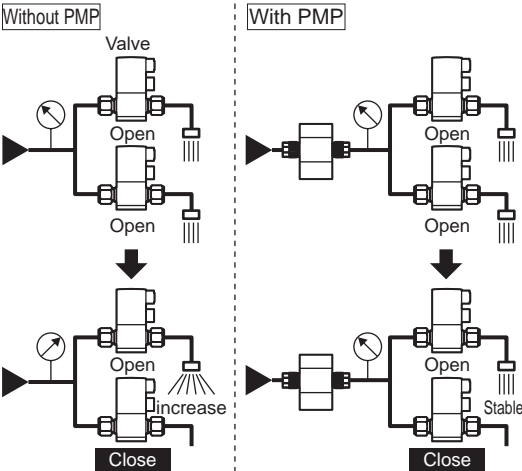 Without PMP
Valve
Open
Open
Open
increase
Close
With PMP
Open
Open
Open
Stable
Close